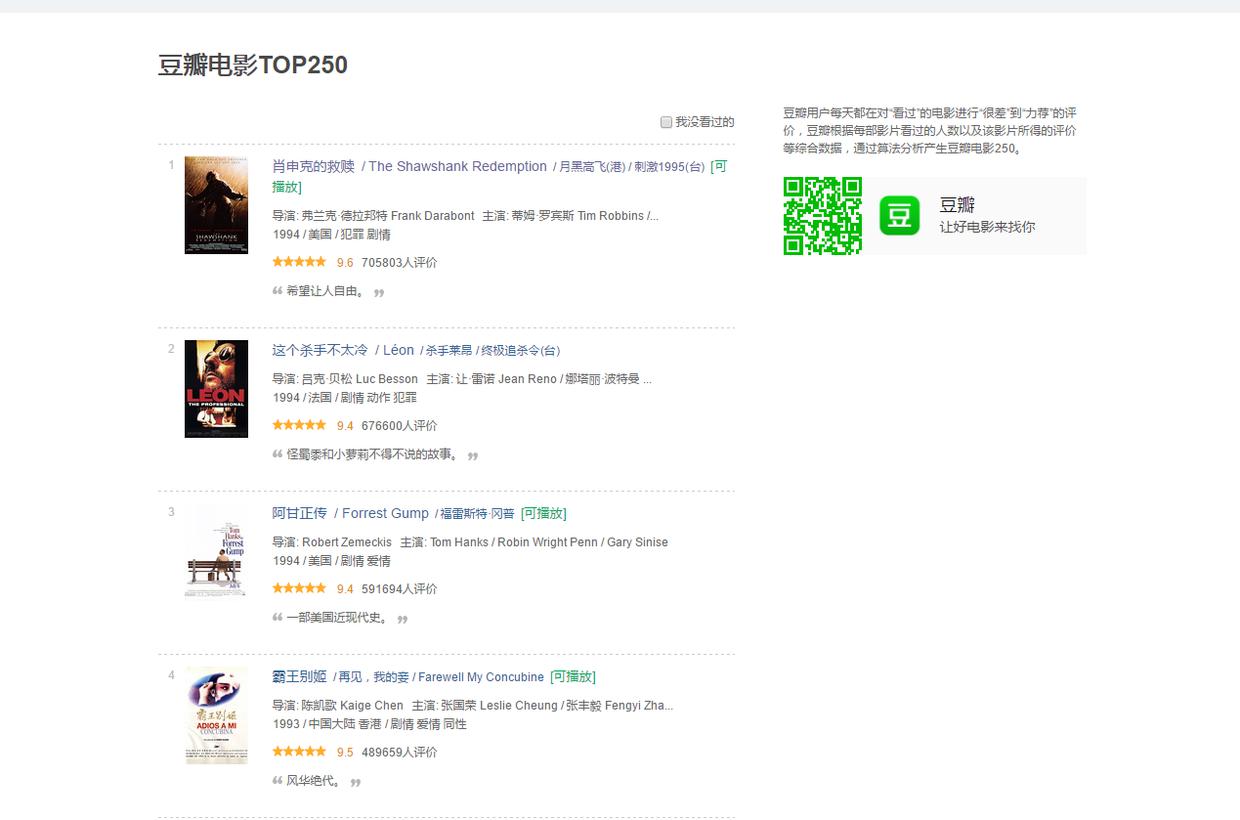 豆瓣电影TOP250
我没看过的
1
肖申克的救赎 / The Shawshank Redemption / 月黑高飞(港) / 刺激1995(台) [可
播放]
导演: 弗兰克·德拉邦特 Frank Darabont 主演: 蒂姆·罗宾斯 Tim Robbins /...
1994 / 美国 / 犯罪 剧情
9.6 705803人评价
“ 希望让人自由。 ”
2
LEON
THE PROFESSIONAL
这个杀手不太冷 / Léon / 杀手莱昂 / 终极追杀令(台)
导演: 吕克·贝松 Luc Besson 主演: 让·雷诺 Jean Reno / 娜塔丽·波特曼 ...
1994 / 法国 / 剧情 动作 犯罪
9.4 676600人评价
“ 怪蜀黍和小萝莉不得不说的故事。 ”
3
Tom
Hanks
Forrest
Gump
阿甘正传 / Forrest Gump / 福雷斯特·冈普 [可播放]
导演: Robert Zemeckis 主演: Tom Hanks / Robin Wright Penn / Gary Sinise
1994 / 美国 / 剧情 爱情
9.4 591694人评价
“ 一部美国近现代史。 ”
4
霸王别姬
ADIOS A MI
CONCUBINA
霸王别姬 / 再见，我的妾 / Farewell My Concubine [可播放]
导演: 陈凯歌 Kaige Chen 主演: 张国荣 Leslie Cheung / 张丰毅 Fengyi Zha...
1993 / 中国大陆 香港 / 剧情 爱情 同性
9.5 489659人评价
“ 风华绝代。 ”
豆瓣用户每天都在对“看过”的电影进行“很差”到“力荐”的评
价，豆瓣根据每部影片看过的人数以及该影片所得的评价
等综合数据，通过算法分析产生豆瓣电影250。
豆
豆瓣
让好电影来找你